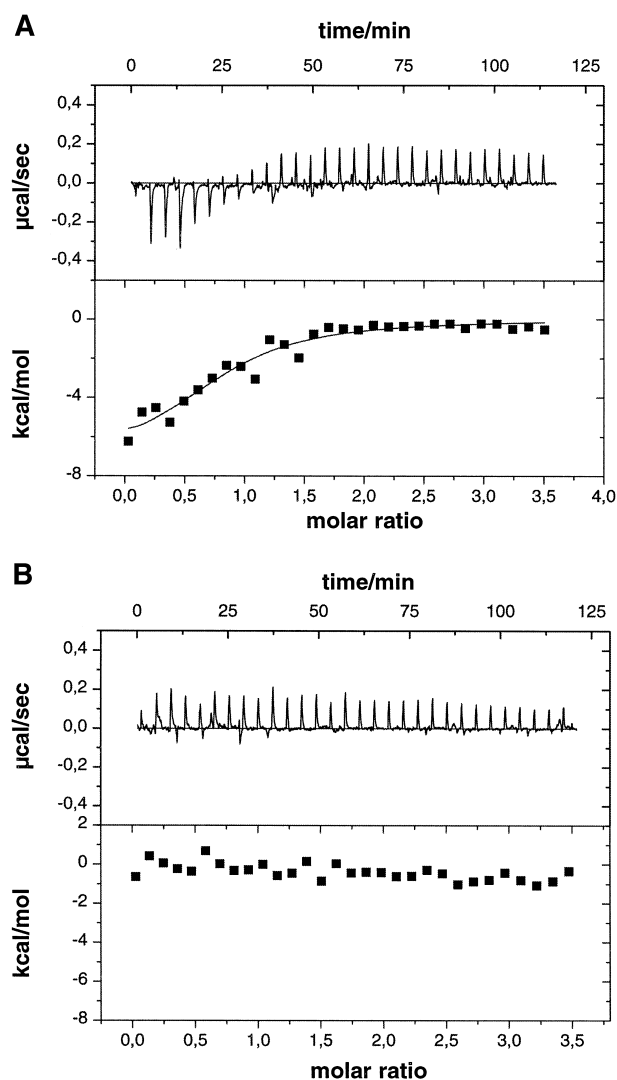 A
time/min
0 25 50 75 100 125
0,4
0,2
0,0
-0,2
-0,4
µcal/sec
0
-4
-8
kcal/mol
0,0 0,5 1,0 1,5 2,0 2,5 3,0 3,5 4,0
molar ratio
B
time/min
0 25 50 75 100 125
0,4
0,2
0,0
-0,2
-0,4
µcal/sec
2
0
-2
-4
-6
-8
kcal/mol
0,0 0,5 1,0 1,5 2,0 2,5 3,0 3,5
molar ratio